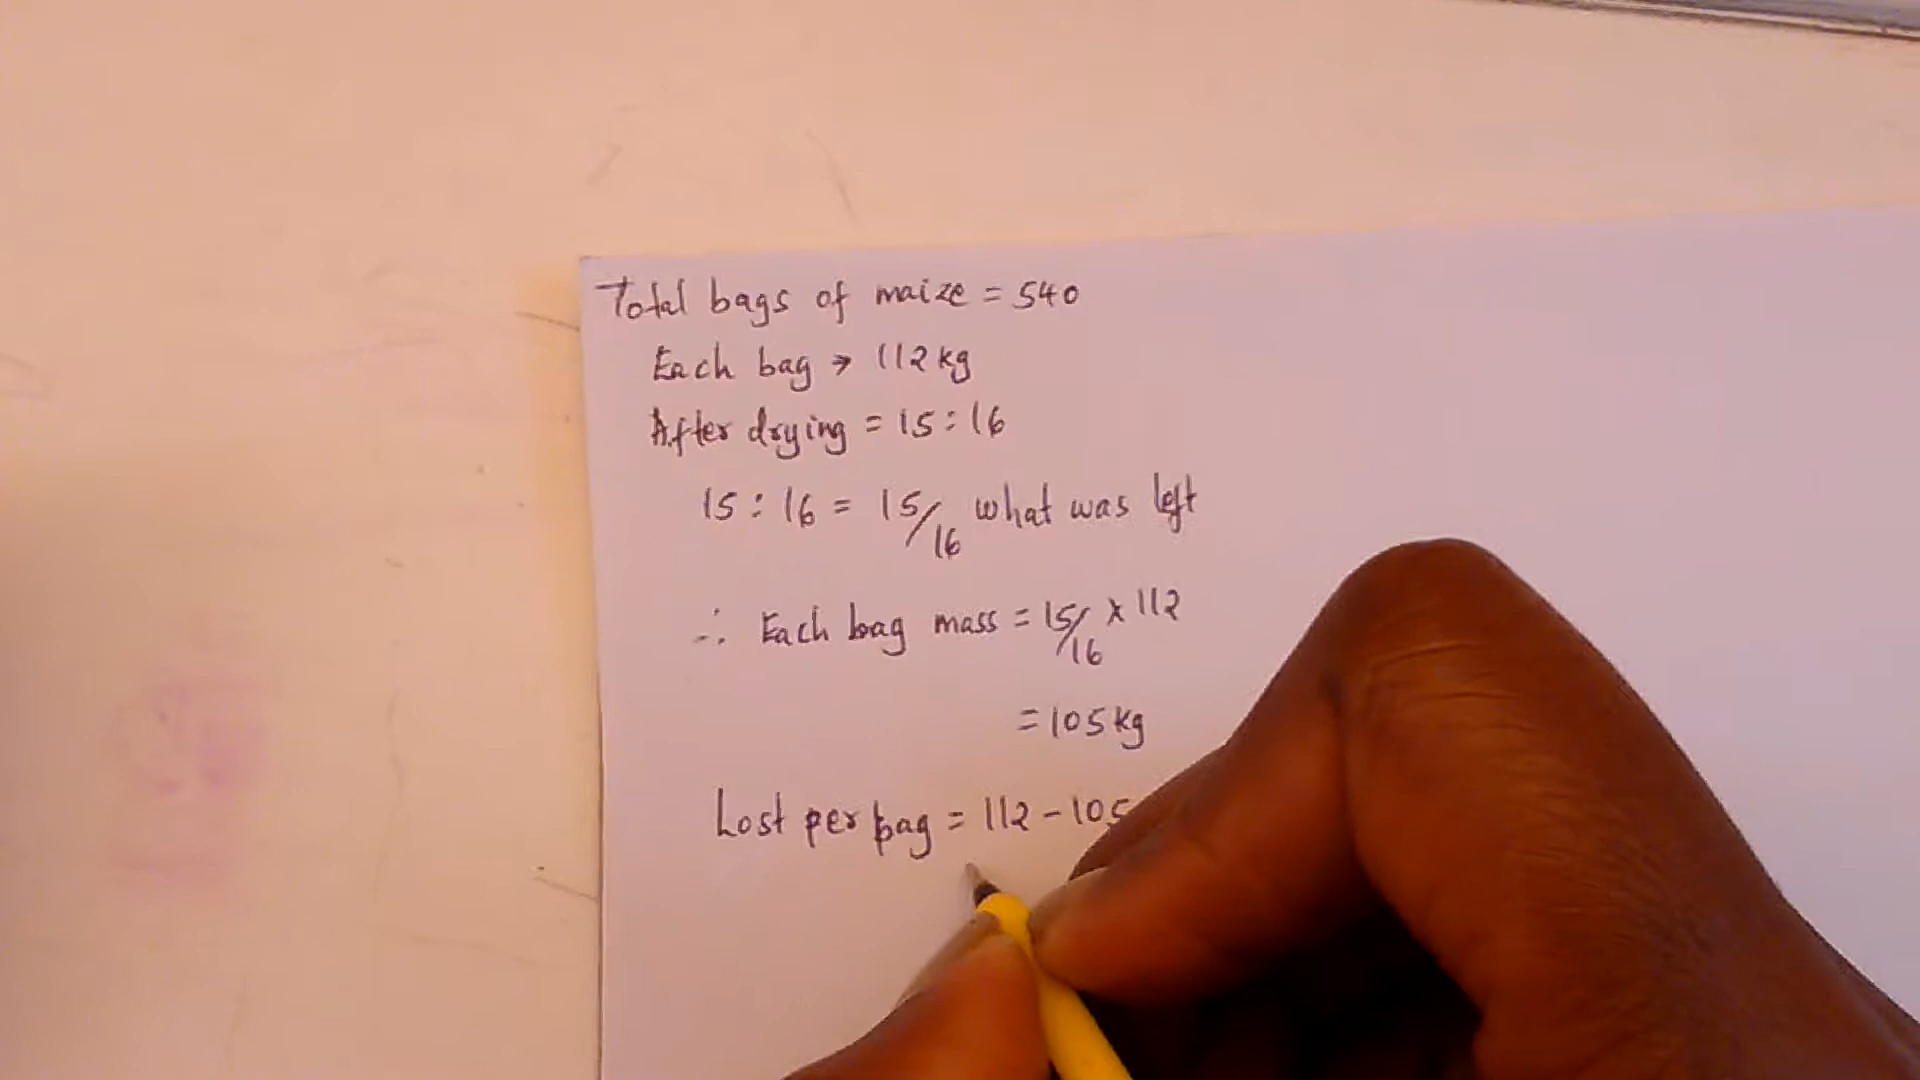 Total bags of maize = 540
Each bag → 112 kg
After drying = 15 : 16
15 : 16 = 15/16 what was left
∴ Each bag mass = 15/16 × 112
= 105 kg
Lost per bag = 112 - 105